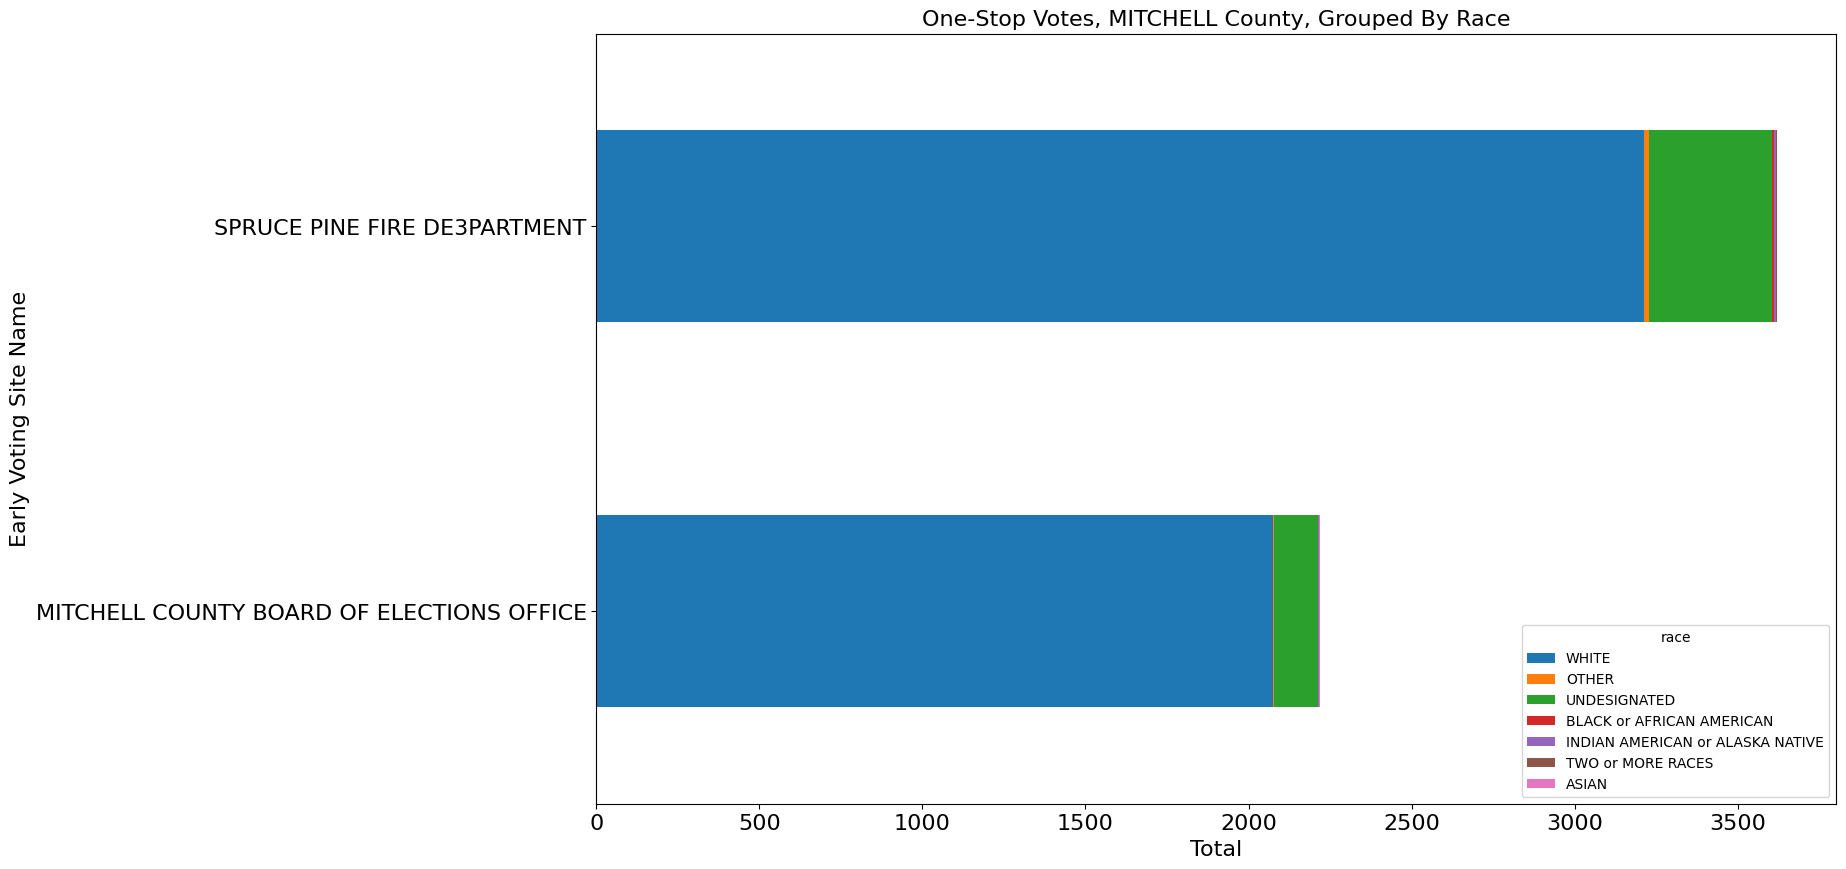 One-Stop Votes, MITCHELL County, Grouped By Race
Early Voting Site Name
SPRUCE PINE FIRE DE3PARTMENT
MITCHELL COUNTY BOARD OF ELECTIONS OFFICE
race
WHITE
OTHER
UNDESIGNATED
BLACK or AFRICAN AMERICAN
INDIAN AMERICAN or ALASKA NATIVE
TWO or MORE RACES
ASIAN
0 500 1000 1500 2000 2500 3000 3500
Total